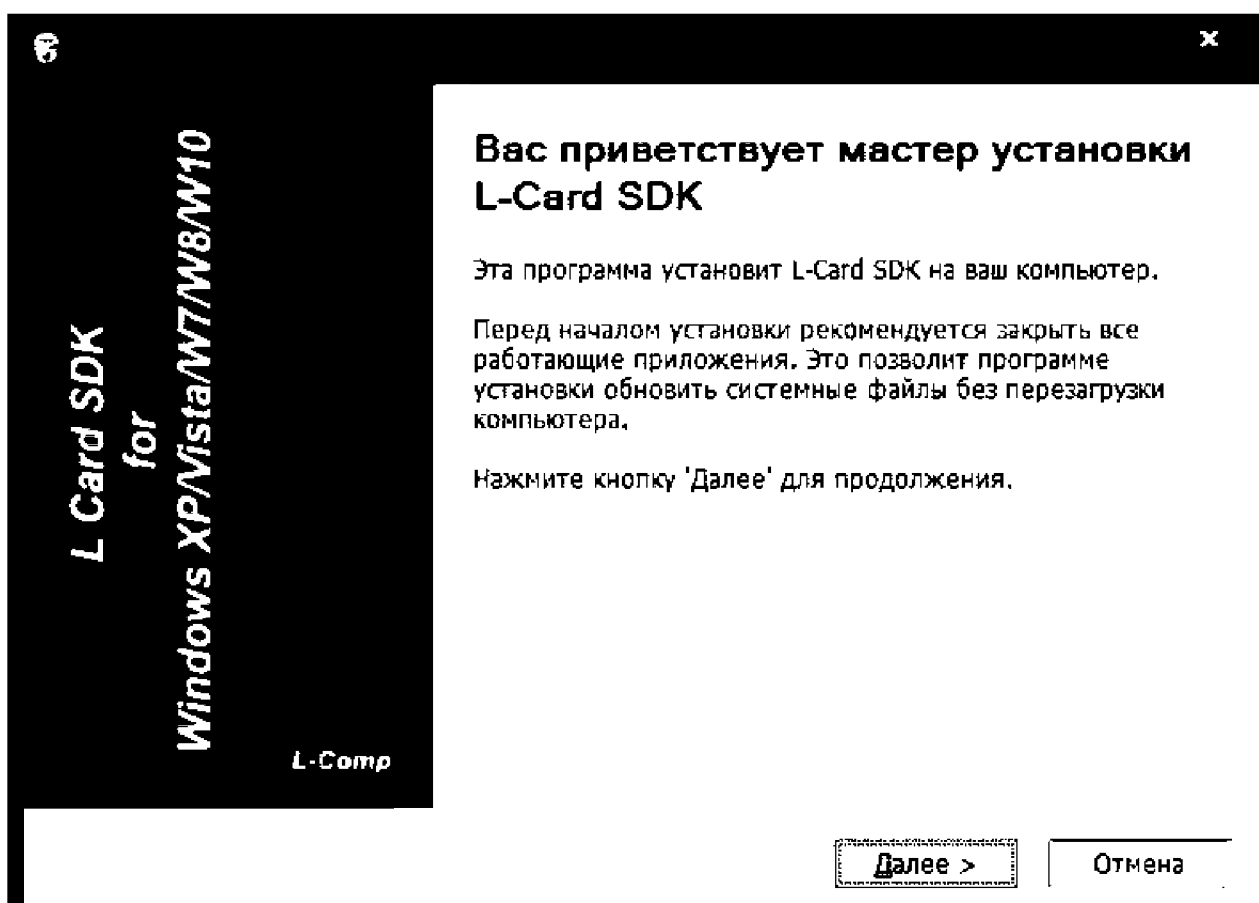 L Card SDK
for
Windows XP/Vista/W7/W8/W10
L-Comp
Вас приветствует мастер установки
L-Card SDK
Эта программа установит L-Card SDK на ваш компьютер.
Перед началом установки рекомендуется закрыть все
работающие приложения. Это позволит программе
установки обновить системные файлы без перезагрузки
компьютера.
Нажмите кнопку 'Далее' для продолжения.
Далее >
Отмена